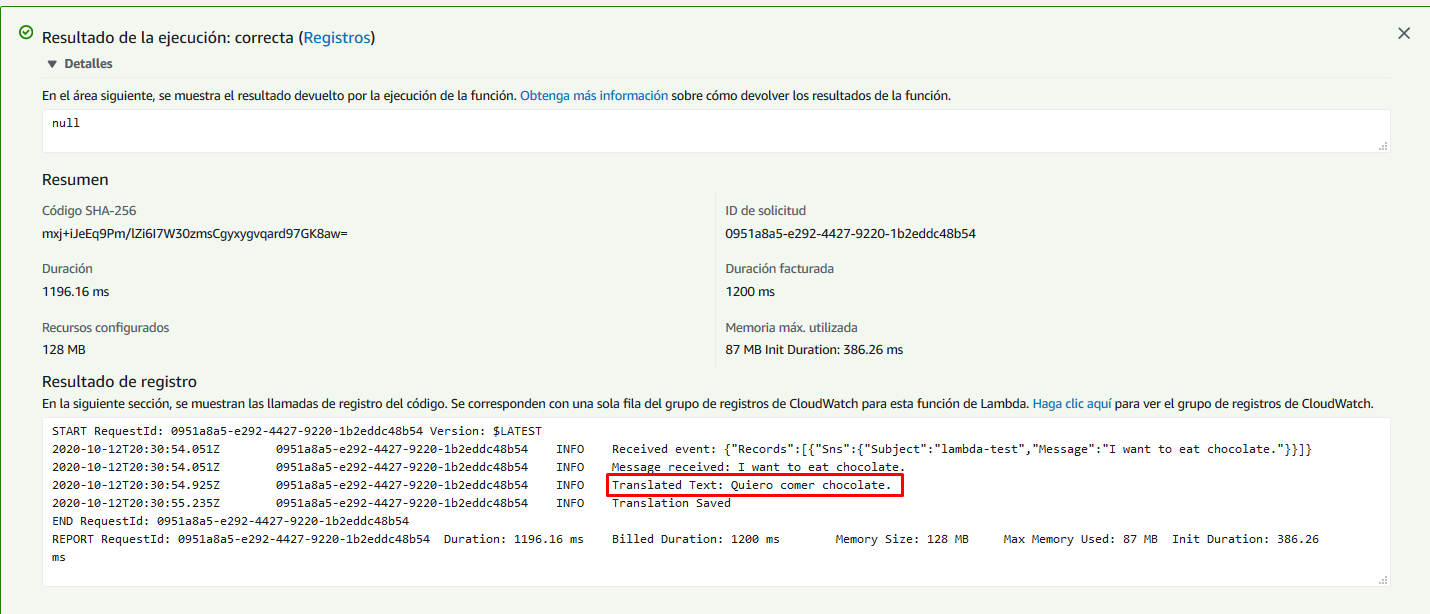 Resultado de la ejecución: correcta (Registros)
Detalles
En el área siguiente, se muestra el resultado devuelto por la ejecución de la función. Obtenga más información sobre cómo devolver los resultados de la función.
null
Resumen
Código SHA-256
mxj+iJeEq9Pm/lZi6I7W30zmsCgyxygvqard97GK8aw=
ID de solicitud
0951a8a5-e292-4427-9220-1b2eddc48b54
Duración
1196.16 ms
Duración facturada
1200 ms
Recursos configurados
128 MB
Memoria máx. utilizada
87 MB Init Duration: 386.26 ms
Resultado de registro
En la siguiente sección, se muestran las llamadas de registro del código. Se corresponden con una sola fila del grupo de registros de CloudWatch para esta función de Lambda. Haga clic aquí para ver el grupo de registros de CloudWatch.
START RequestId: 0951a8a5-e292-4427-9220-1b2eddc48b54 Version: $LATEST
2020-10-12T20:30:54.051Z 0951a8a5-e292-4427-9220-1b2eddc48b54 INFO Received event: {"Records":[{"Sns":{"Subject":"lambda-test","Message":"I want to eat chocolate."}}]}
2020-10-12T20:30:54.051Z 0951a8a5-e292-4427-9220-1b2eddc48b54 INFO Message received: I want to eat chocolate.
2020-10-12T20:30:54.925Z 0951a8a5-e292-4427-9220-1b2eddc48b54 INFO Translated Text: Quiero comer chocolate.
2020-10-12T20:30:55.235Z 0951a8a5-e292-4427-9220-1b2eddc48b54 INFO Translation Saved
END RequestId: 0951a8a5-e292-4427-9220-1b2eddc48b54
REPORT RequestId: 0951a8a5-e292-4427-9220-1b2eddc48b54 Duration: 1196.16 ms Billed Duration: 1200 ms Memory Size: 128 MB Max Memory Used: 87 MB Init Duration: 386.26
ms